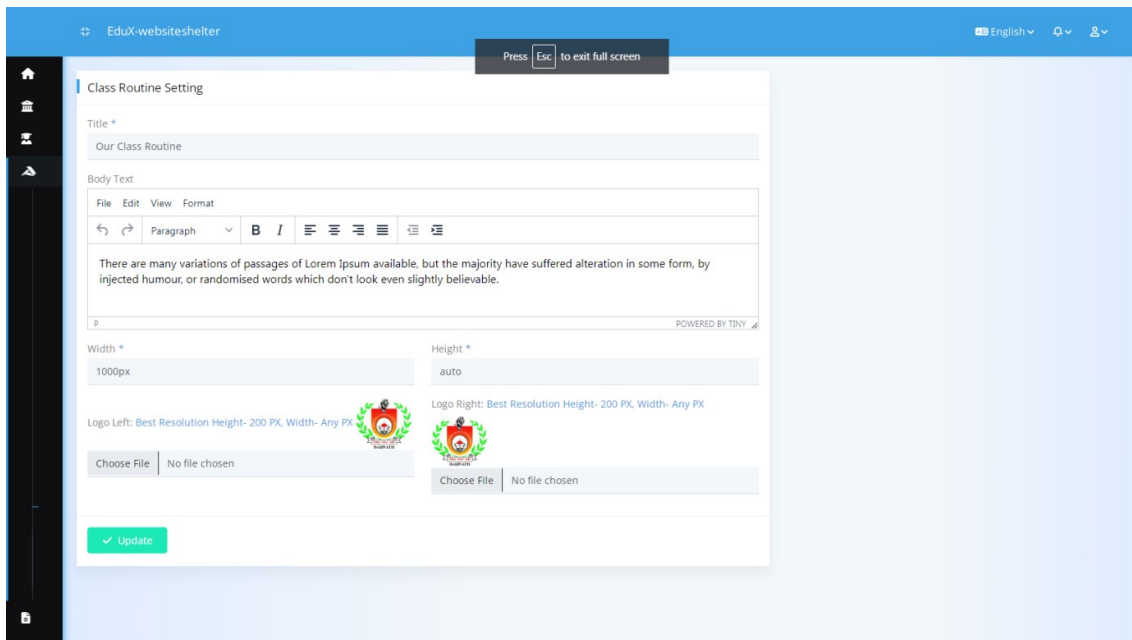 EduX-websiteshelter
English
Press Esc to exit full screen
Class Routine Setting
Title *
Our Class Routine
Body Text
File Edit View Format
Paragraph B I
There are many variations of passages of Lorem Ipsum available, but the majority have suffered alteration in some form, by
injected humour, or randomised words which don't look even slightly believable.
P POWERED BY TINY
Width *
1000px
Height *
auto
Logo Left: Best Resolution Height- 200 PX, Width- Any PX
Choose File No file chosen
Logo Right: Best Resolution Height- 200 PX, Width- Any PX
Choose File No file chosen
Update